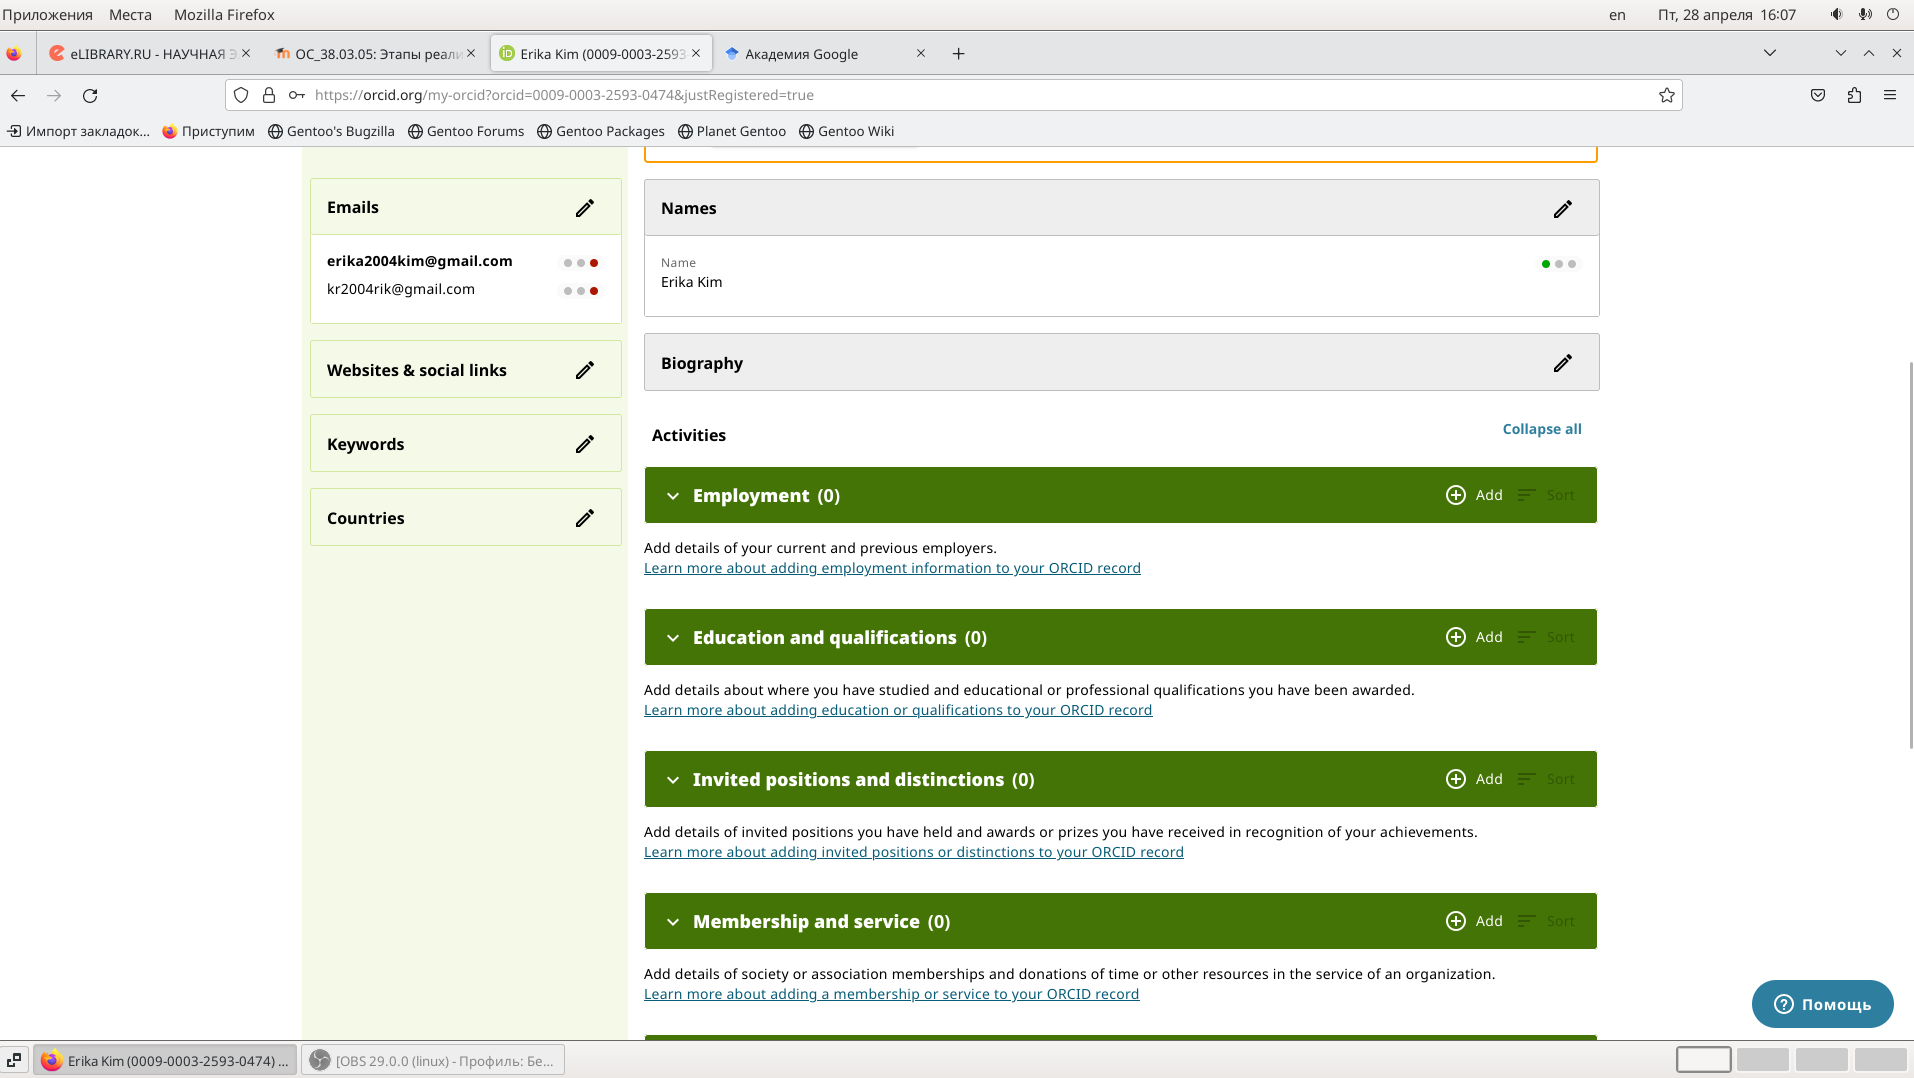 Приложения Места Mozilla Firefox en Пт, 28 апреля 16:07
eLIBRARY.RU - НАУЧНАЯ Э ОС_38.03.05: Этапы реали Erika Kim (0009-0003-2593- Академия Google
https://orcid.org/my-orcid?orcid=0009-0003-2593-0474&justRegistered=true
Импорт закладок... Приступим Gentoo's Bugzilla Gentoo Forums Gentoo Packages Planet Gentoo Gentoo Wiki
Emails
erika2004kim@gmail.com
kr2004rik@gmail.com
Websites & social links
Keywords
Countries
Names
Name
Erika Kim
Biography
Activities Collapse all
Employment (0) Add Sort
Add details of your current and previous employers.
Learn more about adding employment information to your ORCID record
Education and qualifications (0) Add Sort
Add details about where you have studied and educational or professional qualifications you have been awarded.
Learn more about adding education or qualifications to your ORCID record
Invited positions and distinctions (0) Add Sort
Add details of invited positions you have held and awards or prizes you have received in recognition of your achievements.
Learn more about adding invited positions or distinctions to your ORCID record
Membership and service (0) Add Sort
Add details of society or association memberships and donations of time or other resources in the service of an organization.
Learn more about adding a membership or service to your ORCID record
Помощь
Erika Kim (0009-0003-2593-0474) ... [OBS 29.0.0 (linux) - Профиль: Бе...